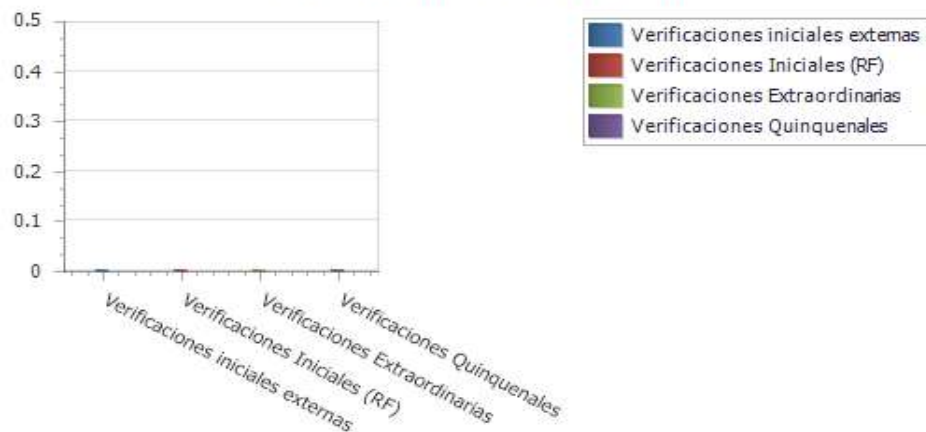 0.5
0.4
0.3
0.2
0.1
0
Verificaciones iniciales externas
Verificaciones Iniciales (RF)
Verificaciones Extraordinarias
Verificaciones Quinquenales
Verificaciones iniciales externas
Verificaciones Iniciales (RF)
Verificaciones Extraordinarias
Verificaciones Quinquenales